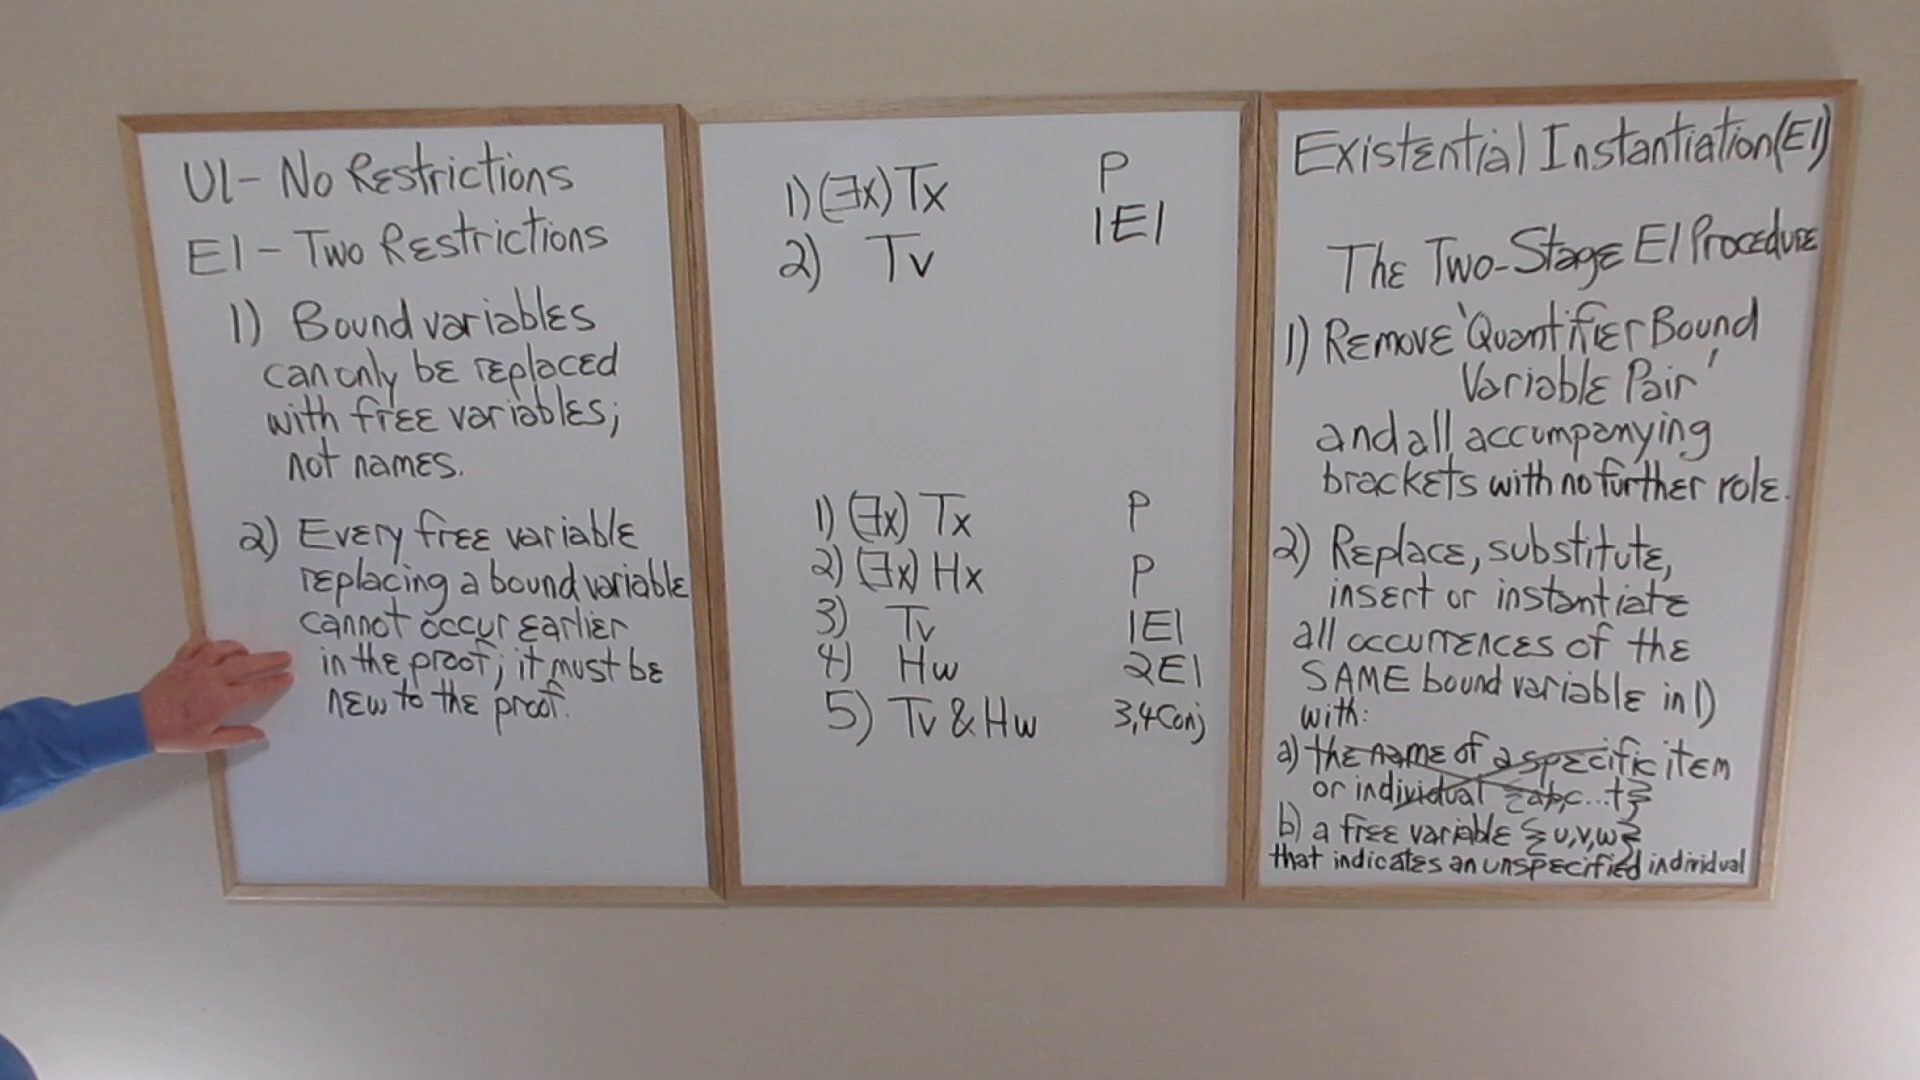 UI - No Restrictions
EI - Two Restrictions
1) Bound variables
can only be replaced
with free variables;
not names.
2) Every free variable
replacing a bound variable
cannot occur earlier
in the proof; it must be
new to the proof.
1) (∃x) Tx P
2) Tv 1EI
1) (∃x) Tx P
2) (∃x) Hx P
3) Tv 1EI
4) Hw 2EI
5) Tv & Hw 3,4 Conj
Existential Instantiation (EI)
The Two-Stage EI Procedure
1) Remove 'Quantifier Bound
Variable Pair'
and all accompanying
brackets with no further role.
2) Replace, substitute,
insert or instantiate
all occurrences of the
SAME bound variable in 1)
with:
a) the name of a specific item
or individual {a,b,c...t}
b) a free variable {u,v,w}
that indicates an unspecified individual